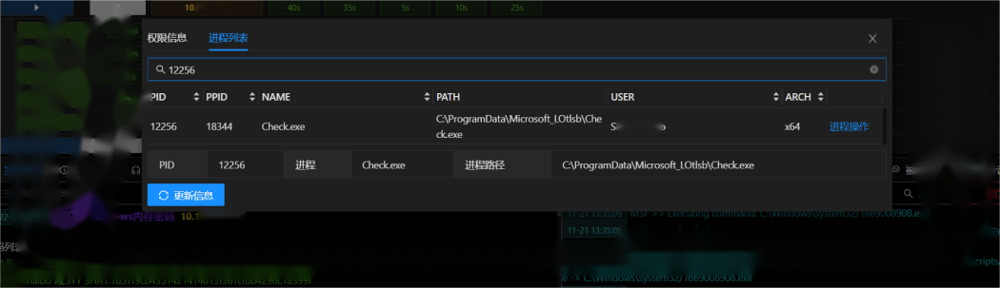 10.
40s 35s 5s 10s 25s
权限信息 进程列表
12256
PID PPID NAME PATH USER ARCH
12256 18344 Check.exe C:\ProgramData\Microsoft_LOtlsb\Che x64 进程操作
ck.exe
PID 12256 进程 Check.exe 进程路径 C:\ProgramData\Microsoft_LOtlsb\Check.exe
更新信息
ws内存密码 10.1
11-21 13:35:09 MSF >> Executing command: C:\Windows\system32\1669008908.e
11-21 13:35:09
e -> C:\Windows\system32\1669008908.exe